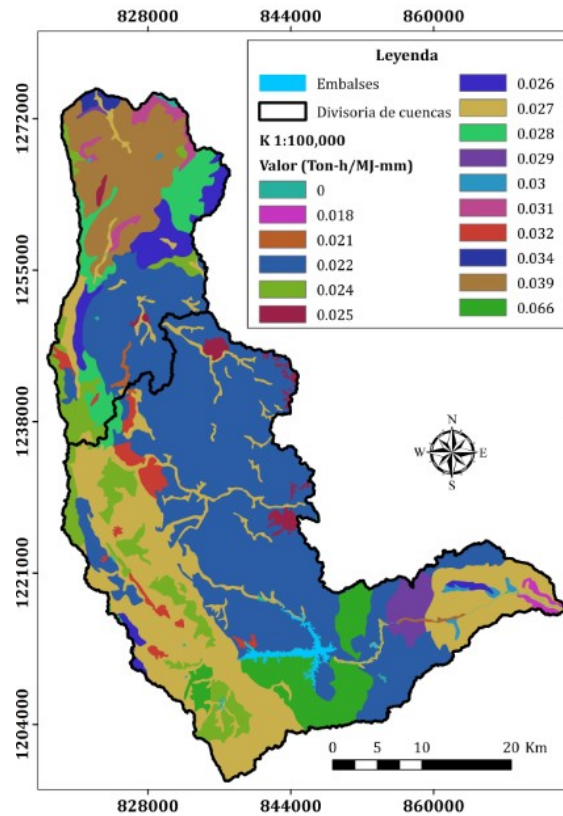 828000 844000 860000
Leyenda
Embalses
Divisoria de cuencas
K 1:100,000
Valor (Ton-h/MJ-mm)
0
0.018
0.021
0.022
0.024
0.025
0.026
0.027
0.028
0.029
0.03
0.031
0.032
0.034
0.039
0.066
1272000
1255000
1238000
1221000
1204000
N
W E
S
0 5 10 20 Km
828000 844000 860000